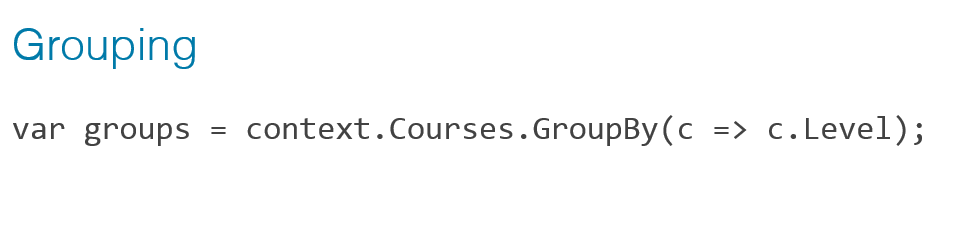 Grouping
var groups = context.Courses.GroupBy(c => c.Level);